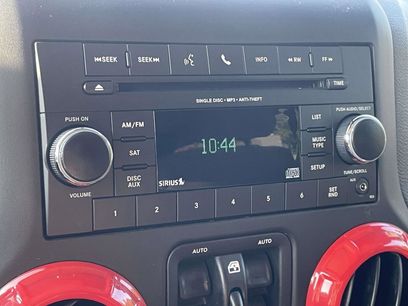 SEEK SEEK INFO RW FF
TIME
SINGLE DISC • MP3 • ANTI-THEFT
PUSH ON
PUSH AUDIO/SELECT
AM/FM
LIST
10:44
MUSIC
TYPE
SAT
DISC
AUX
SETUP
SIRIUS
VOLUME
TUNE/SCROLL
AUX
SET
RND
1 2 3 4 5 6
AUTO AUTO